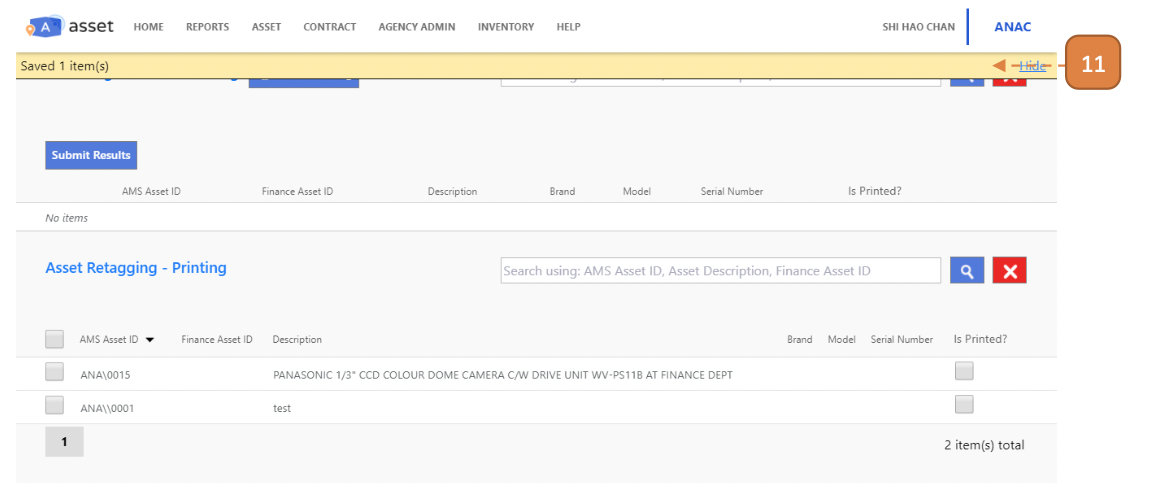 A asset HOME REPORTS ASSET CONTRACT AGENCY ADMIN INVENTORY HELP SHI HAO CHAN ANAC
Saved 1 item(s) Hide 11
Submit Results
AMS Asset ID Finance Asset ID Description Brand Model Serial Number Is Printed?
No items
Asset Retagging - Printing Search using: AMS Asset ID, Asset Description, Finance Asset ID
AMS Asset ID Finance Asset ID Description Brand Model Serial Number Is Printed?
ANA\0015 PANASONIC 1/3" CCD COLOUR DOME CAMERA C/W DRIVE UNIT WV-PS11B AT FINANCE DEPT
ANA\\0001 test
1 2 item(s) total